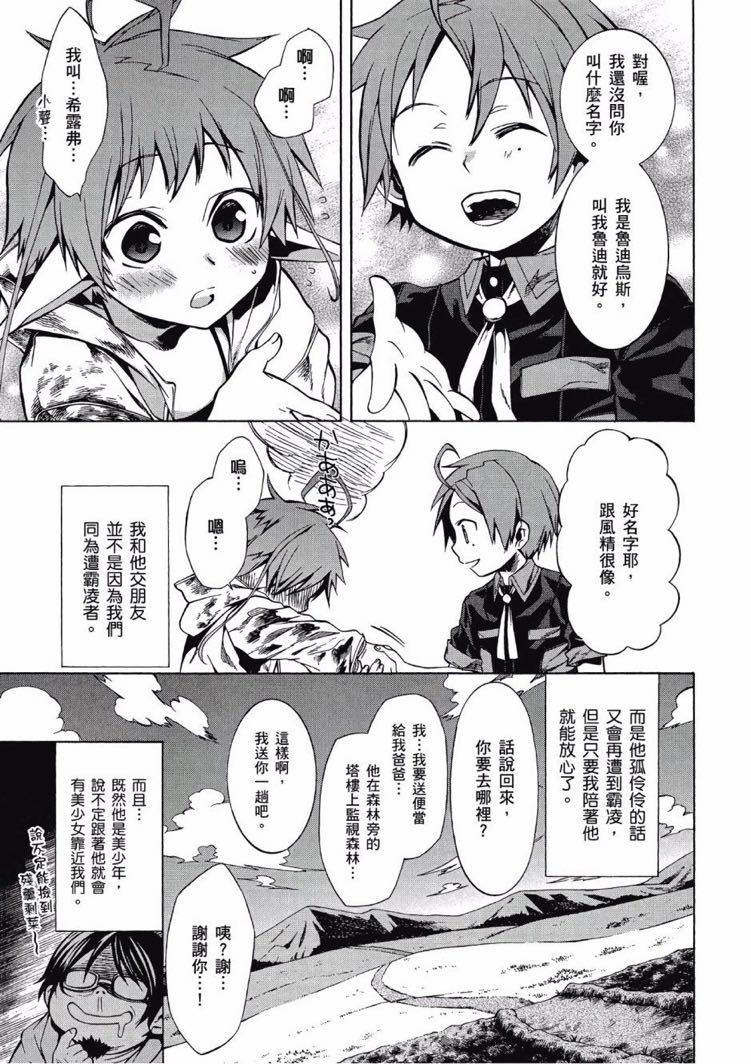 對喔，
我還沒問你
叫什麼名字。
我是魯迪烏斯，
叫我魯迪就好。
啊…
啊…
我叫…希露弗…
小聲…
好名字耶，
跟風精很像。
かああぁっ
嗚…
嗯…
我和他交朋友
並不是因為我們
同為遭霸凌者。
而是他孤伶伶的話
又會再遭到霸凌，
但是只要我陪著他
就能放心了。
話說回來，
你要去哪裡？
我…我要送便當
給我爸爸…
他在森林旁的
塔樓上監視森林…
這樣啊，
我送你一趟吧。
咦？謝…
謝謝你…！
而且…
既然他是美少年，
說不定跟著他就會
有美少女靠近我們。
說不定能撿到
殘羹剩菜～